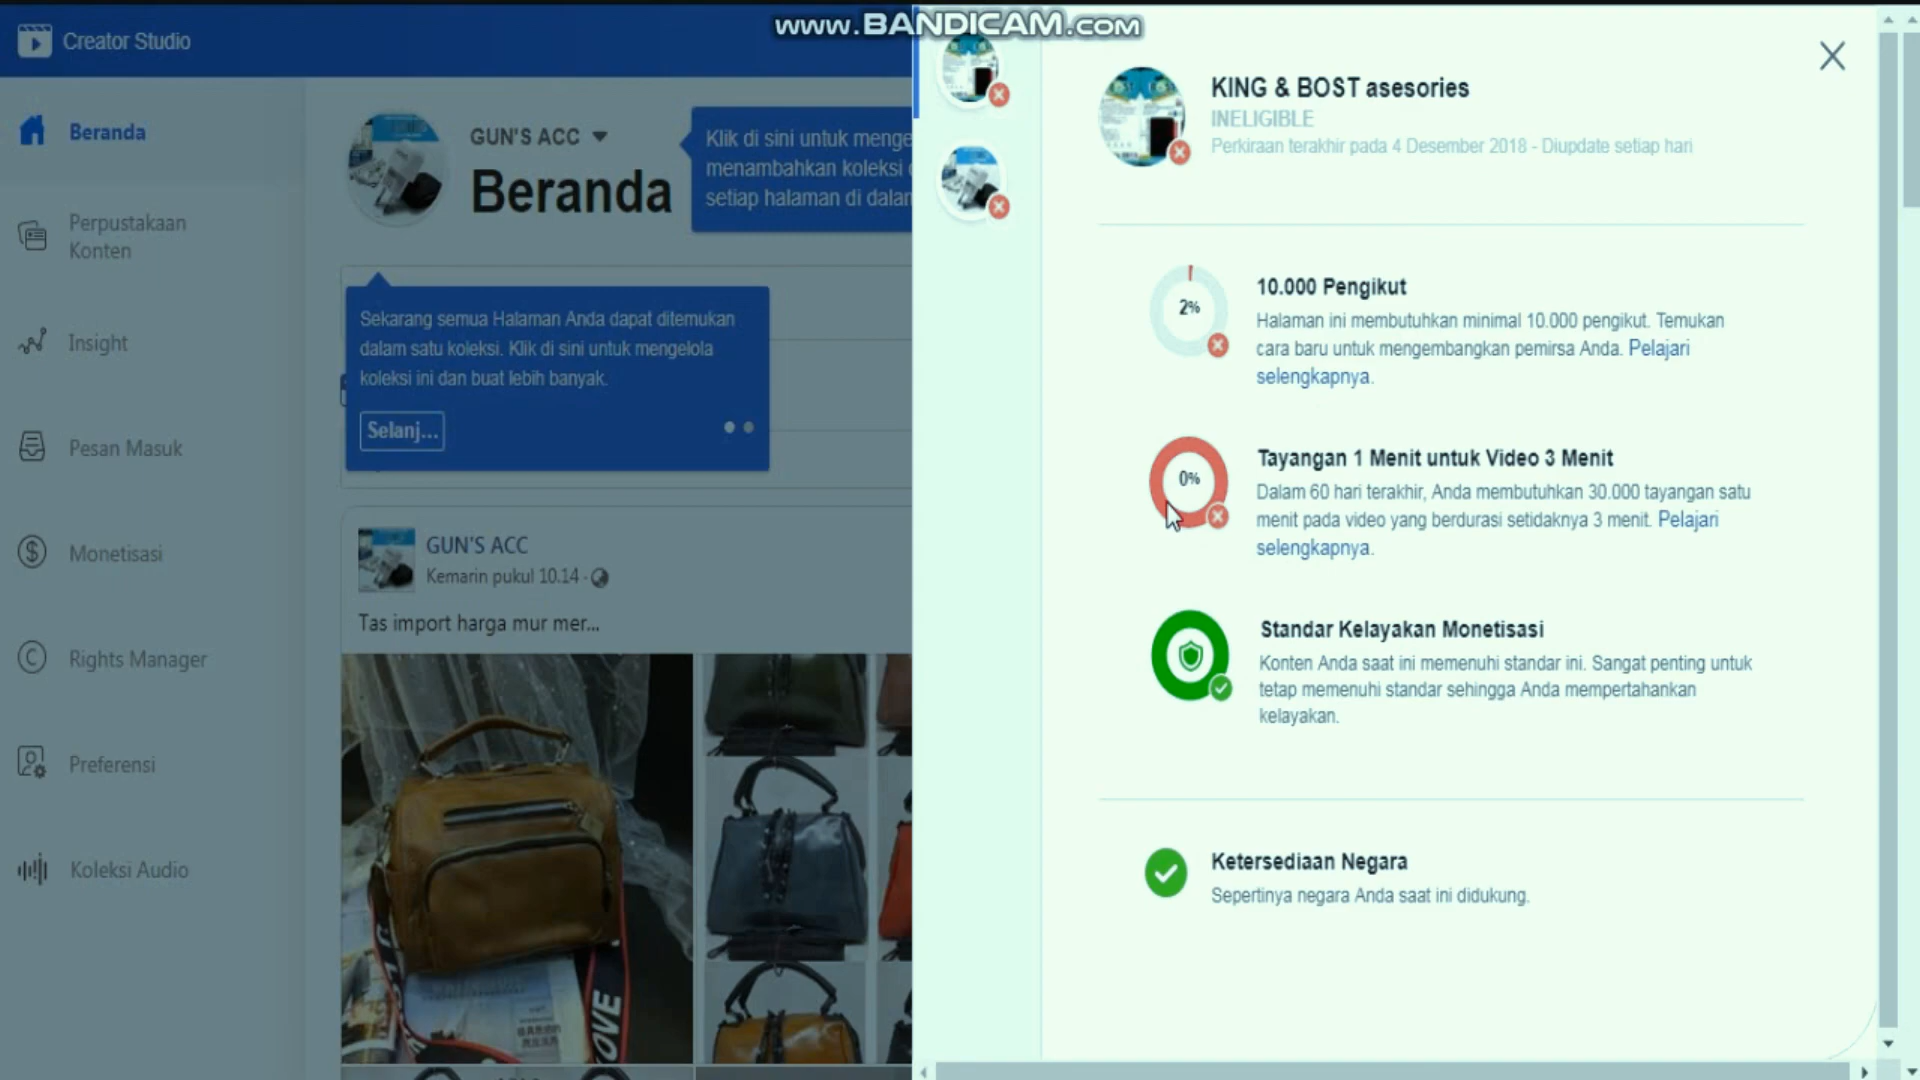 www.BANDICAM.com
Creator Studio
Beranda
Perpustakaan
Konten
Insight
Pesan Masuk
Monetisasi
Rights Manager
Preferensi
Koleksi Audio
GUN'S ACC
Beranda
Klik di sini untuk menge
menambahkan koleksi
setiap halaman di dalar
Sekarang semua Halaman Anda dapat ditemukan
dalam satu koleksi. Klik di sini untuk mengelola
koleksi ini dan buat lebih banyak.
Selanj...
GUN'S ACC
Kemarin pukul 10.14 ·
Tas import harga mur mer...
KING & BOST asesories
INELIGIBLE
Perkiraan terakhir pada 4 Desember 2018 - Diupdate setiap hari
2%
10.000 Pengikut
Halaman ini membutuhkan minimal 10.000 pengikut. Temukan
cara baru untuk mengembangkan pemirsa Anda. Pelajari
selengkapnya.
0%
Tayangan 1 Menit untuk Video 3 Menit
Dalam 60 hari terakhir, Anda membutuhkan 30.000 tayangan satu
menit pada video yang berdurasi setidaknya 3 menit. Pelajari
selengkapnya.
Standar Kelayakan Monetisasi
Konten Anda saat ini memenuhi standar ini. Sangat penting untuk
tetap memenuhi standar sehingga Anda mempertahankan
kelayakan.
Ketersediaan Negara
Sepertinya negara Anda saat ini didukung.